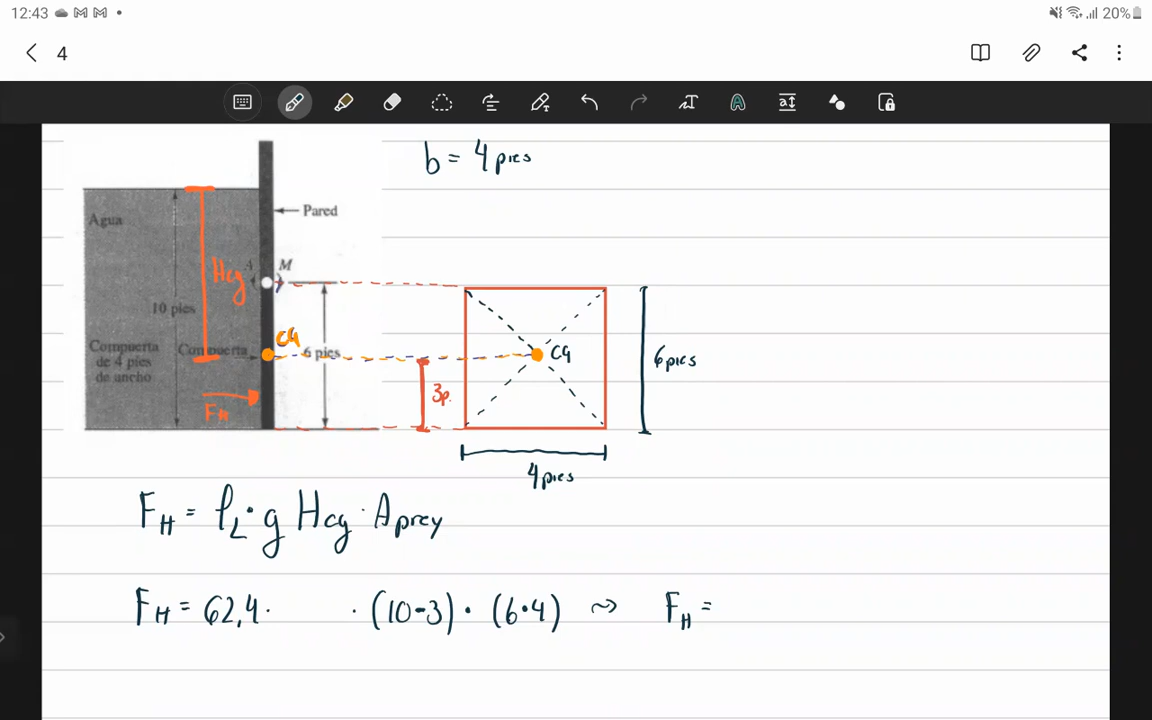 12:43
20%
4
b = 4 pies
Agua
Pared
Hcg
A M
10 pies
CG
Compuerta de 4 pies de ancho
Compuerta
6 pies
CG
6 pies
3p.
FH
4 pies
FH = ρL · g Hcg · Aproy
FH = 62,4 · · (10-3) · (6·4) ~> FH =